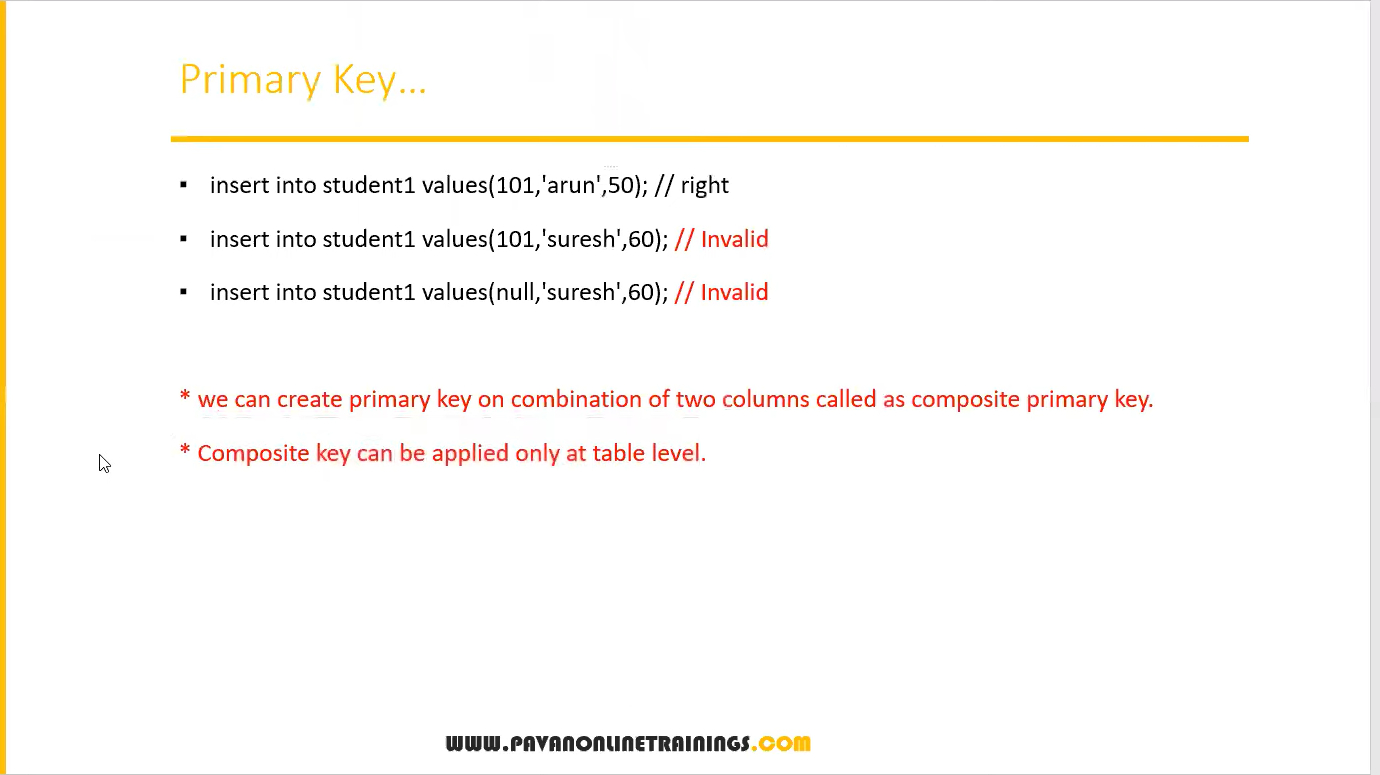 Primary Key...
▪ insert into student1 values(101,'arun',50); // right
▪ insert into student1 values(101,'suresh',60); // Invalid
▪ insert into student1 values(null,'suresh',60); // Invalid
* we can create primary key on combination of two columns called as composite primary key.
* Composite key can be applied only at table level.
WWW.PAVANONLINETRAININGS.COM